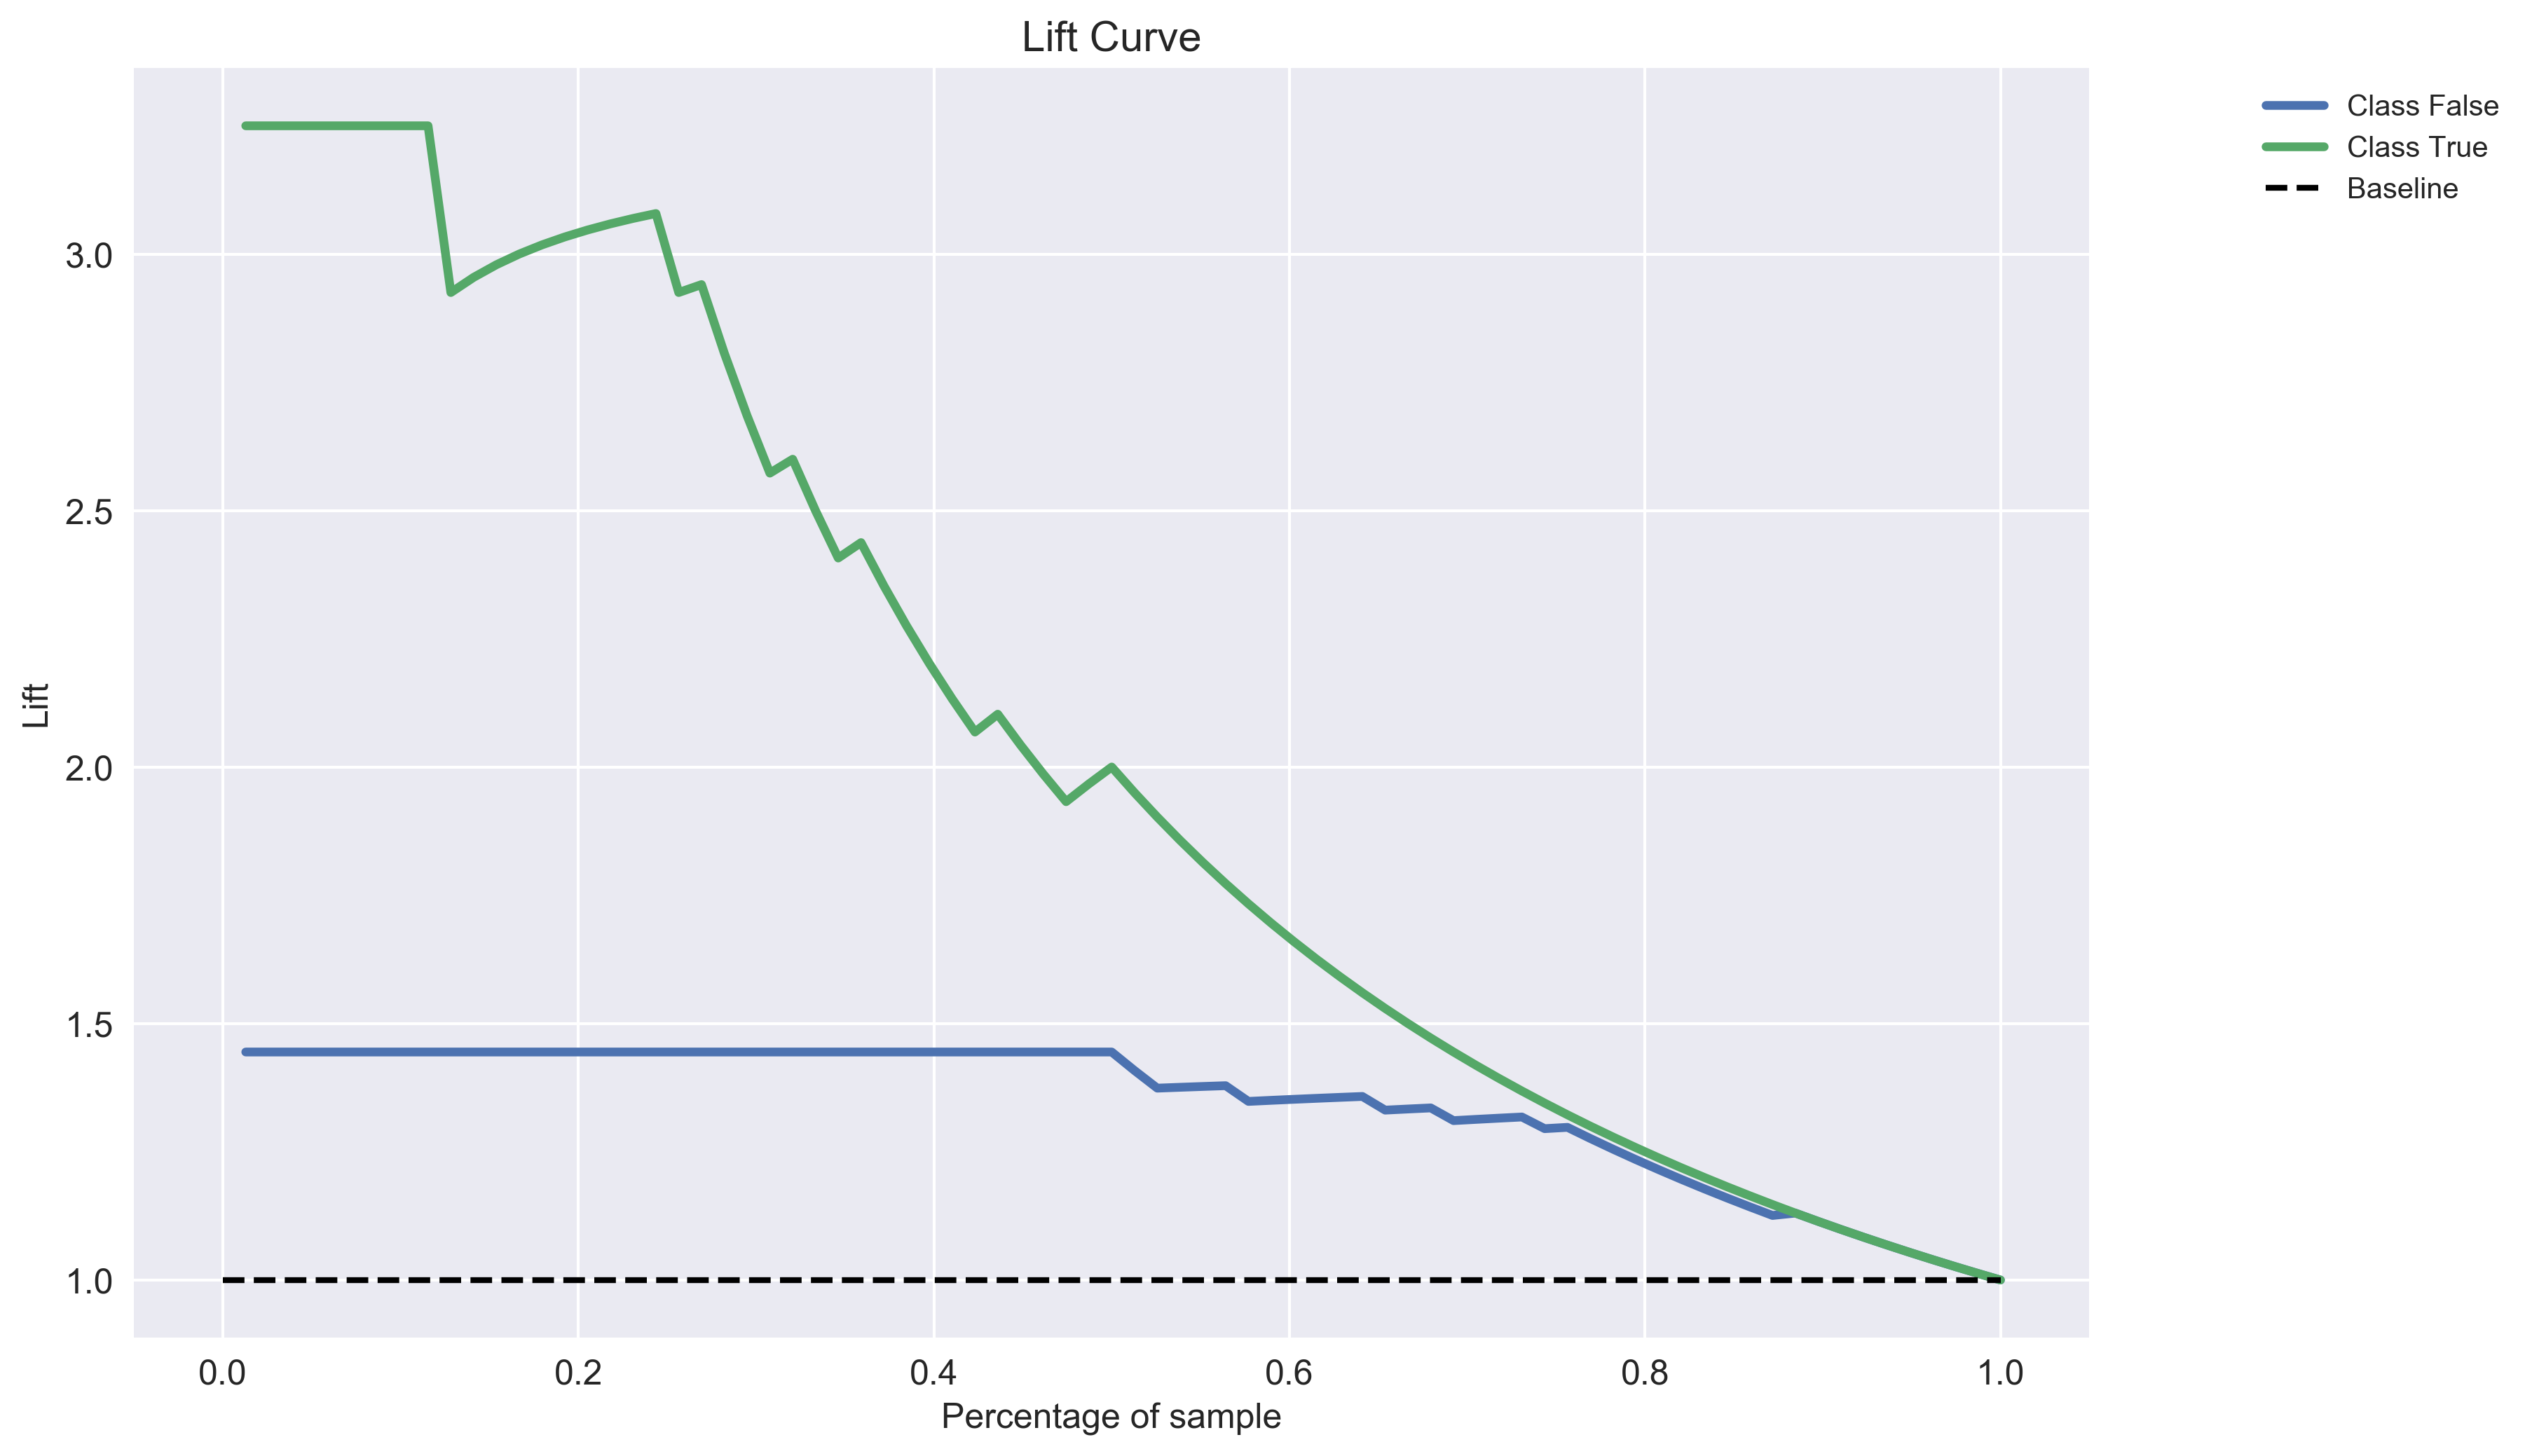 Lift Curve
Class False
Class True
Baseline
3.0
2.5
2.0
1.5
1.0
Lift
0.0 0.2 0.4 0.6 0.8 1.0
Percentage of sample